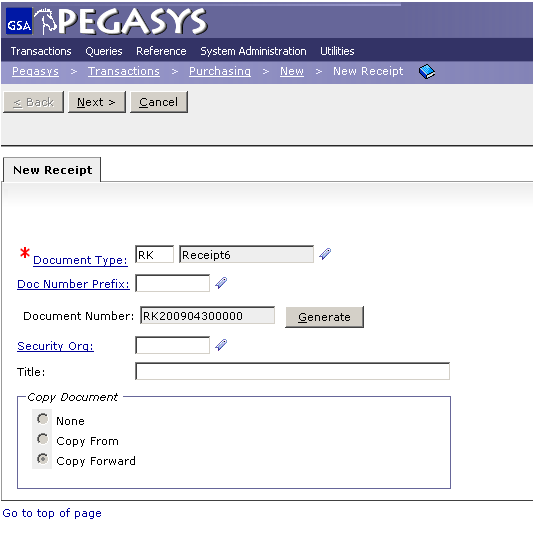 GSA PEGASYS
Transactions Queries Reference System Administration Utilities
Pegasys > Transactions > Purchasing > New > New Receipt
< Back Next > Cancel
New Receipt
* Document Type: RK Receipt6
Doc Number Prefix:
Document Number: RK200904300000 Generate
Security Org:
Title:
Copy Document
None
Copy From
Copy Forward
Go to top of page